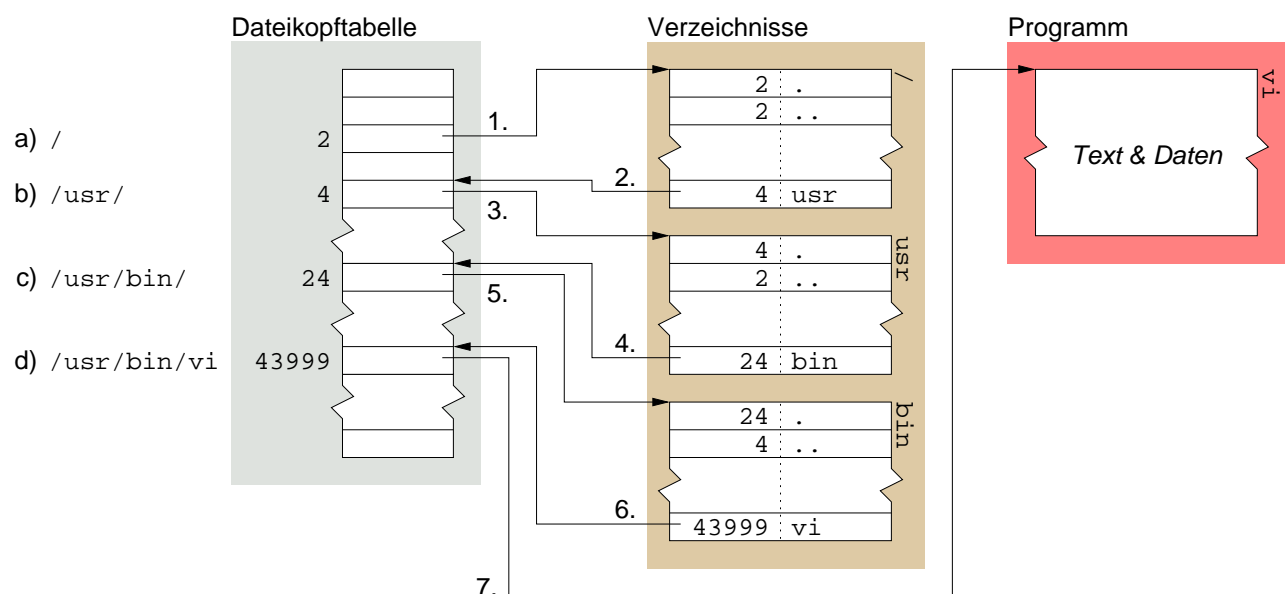 Dateikopftabelle
Verzeichnisse
Programm
/
vi
2 .
2 ..
1.
a) /
2
Text & Daten
2.
b) /usr/
4
4 usr
3.
usr
4 .
c) /usr/bin/
24
2 ..
5.
4.
d) /usr/bin/vi
43999
24 bin
bin
24 .
4 ..
6.
43999 vi
7.